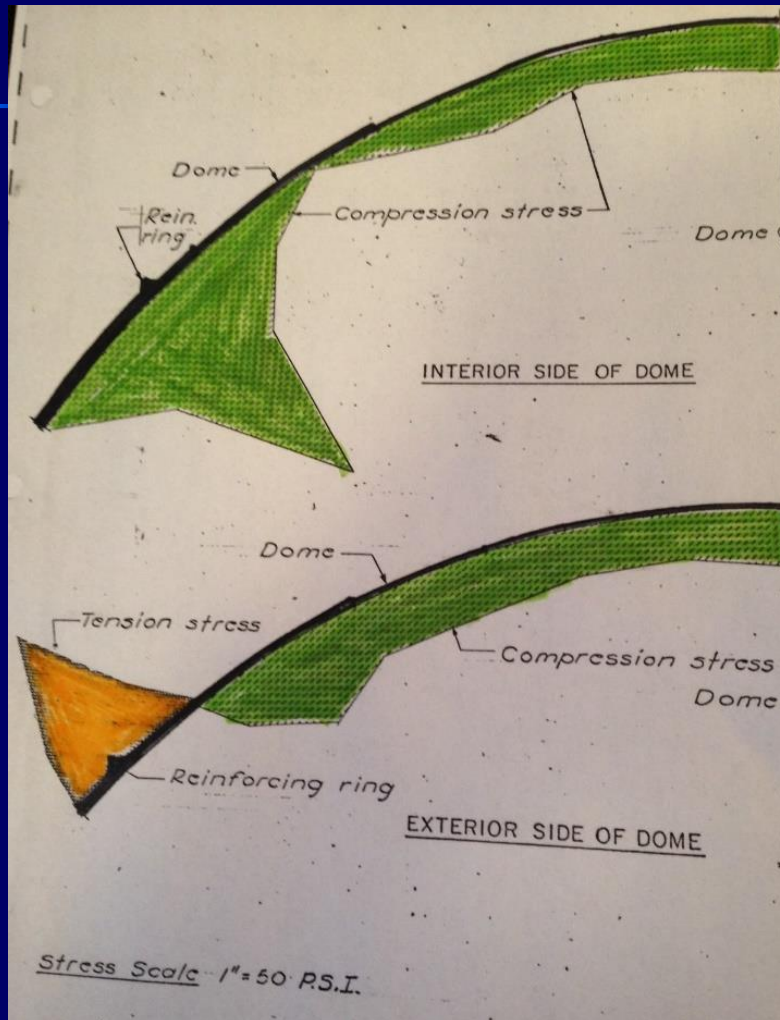 Dome
Rein.
ring
Compression stress
Dome
INTERIOR SIDE OF DOME
Dome
Tension stress
Compression stress
Dome
Reinforcing ring
EXTERIOR SIDE OF DOME
Stress Scale 1"=50 P.S.I.